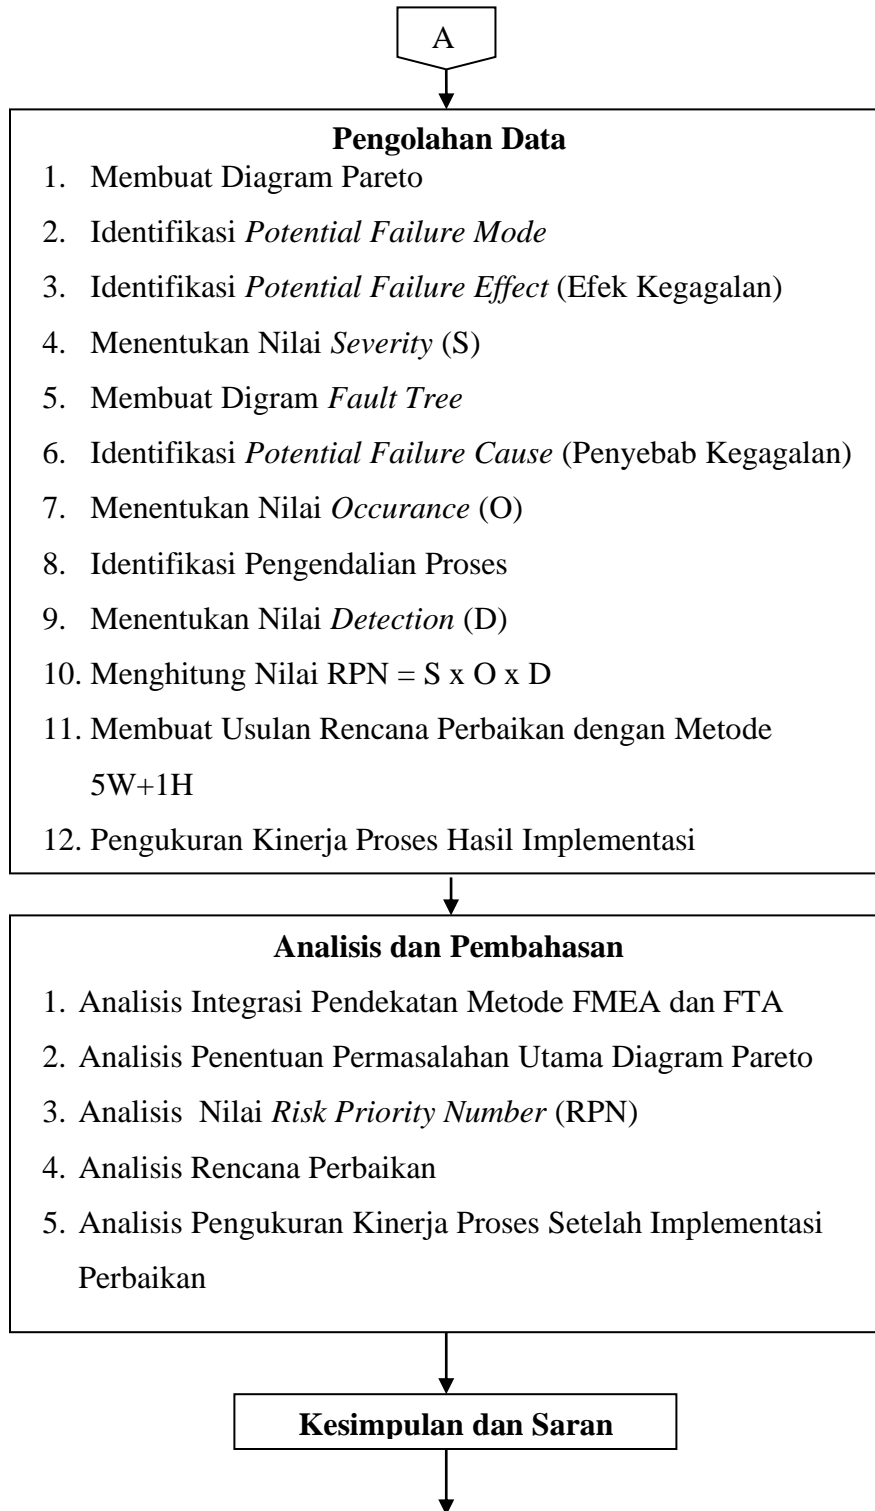 A
Pengolahan Data
1. Membuat Diagram Pareto
2. Identifikasi Potential Failure Mode
3. Identifikasi Potential Failure Effect (Efek Kegagalan)
4. Menentukan Nilai Severity (S)
5. Membuat Digram Fault Tree
6. Identifikasi Potential Failure Cause (Penyebab Kegagalan)
7. Menentukan Nilai Occurance (O)
8. Identifikasi Pengendalian Proses
9. Menentukan Nilai Detection (D)
10. Menghitung Nilai RPN = S x O x D
11. Membuat Usulan Rencana Perbaikan dengan Metode
5W+1H
12. Pengukuran Kinerja Proses Hasil Implementasi
Analisis dan Pembahasan
1. Analisis Integrasi Pendekatan Metode FMEA dan FTA
2. Analisis Penentuan Permasalahan Utama Diagram Pareto
3. Analisis Nilai Risk Priority Number (RPN)
4. Analisis Rencana Perbaikan
5. Analisis Pengukuran Kinerja Proses Setelah Implementasi
Perbaikan
Kesimpulan dan Saran